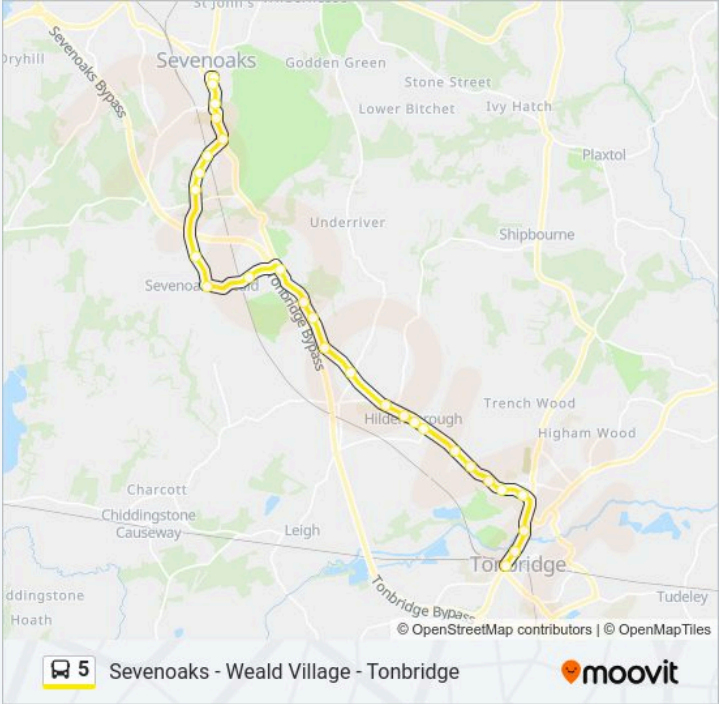 St John's
Dryhill
Sevenoaks
Godden Green
Sevenoaks Bypass
Stone Street
Lower Bitchet
Ivy Hatch
Plaxtol
Underriver
Shipbourne
Tonbridge Bypass
Trench Wood
Higham Wood
Charcott
Chiddingstone
Causeway
Leigh
Tonbridge
ddingstone
Hoath
Tonbridge Bypass
Tudeley
© OpenStreetMap contributors | © OpenMapTiles
5 Sevenoaks - Weald Village - Tonbridge
moovit